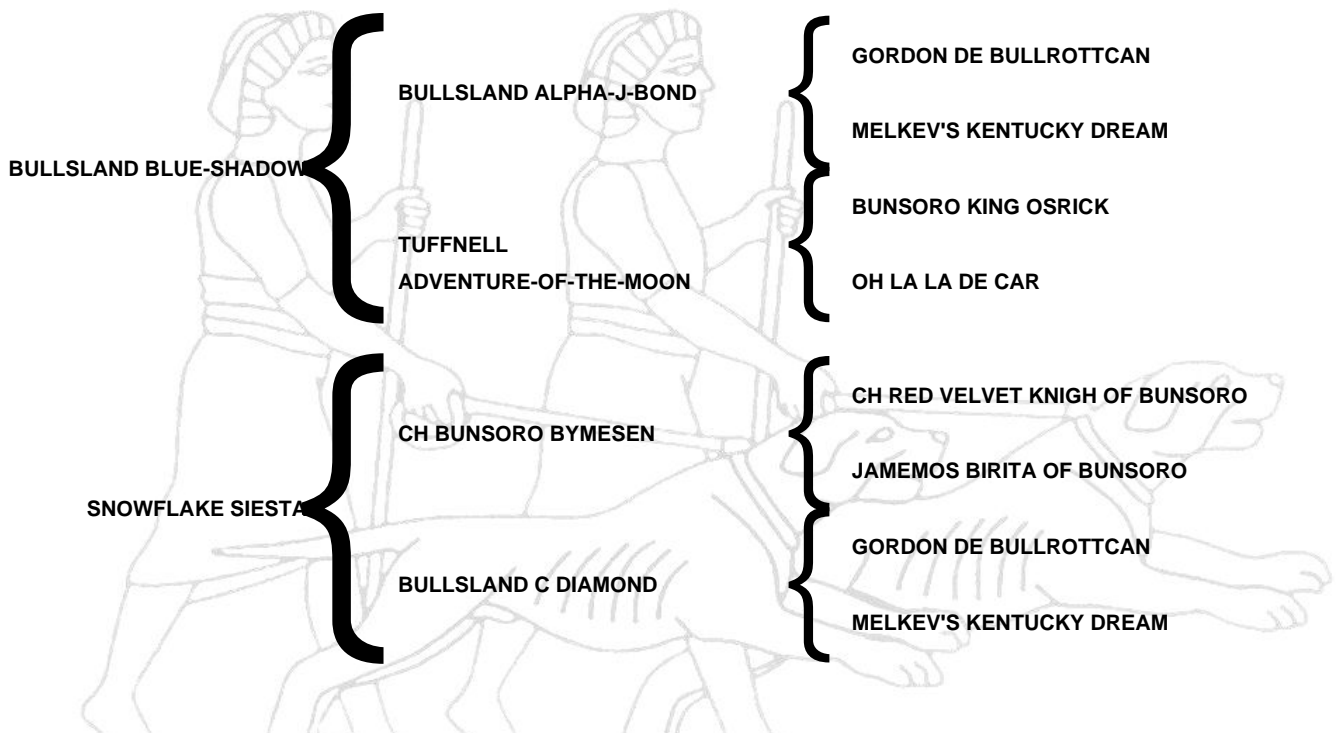 GORDON DE BULLROTTCAN
BULLSLAND ALPHA-J-BOND
MELKEV'S KENTUCKY DREAM
BULLSLAND BLUE-SHADOW
BUNSORO KING OSRICK
TUFFNELL
ADVENTURE-OF-THE-MOON
OH LA LA DE CAR
CH RED VELVET KNIGH OF BUNSORO
CH BUNSORO BYMESEN
JAMEMOS BIRITA OF BUNSORO
SNOWFLAKE SIESTA
GORDON DE BULLROTTCAN
BULLSLAND C DIAMOND
MELKEV'S KENTUCKY DREAM